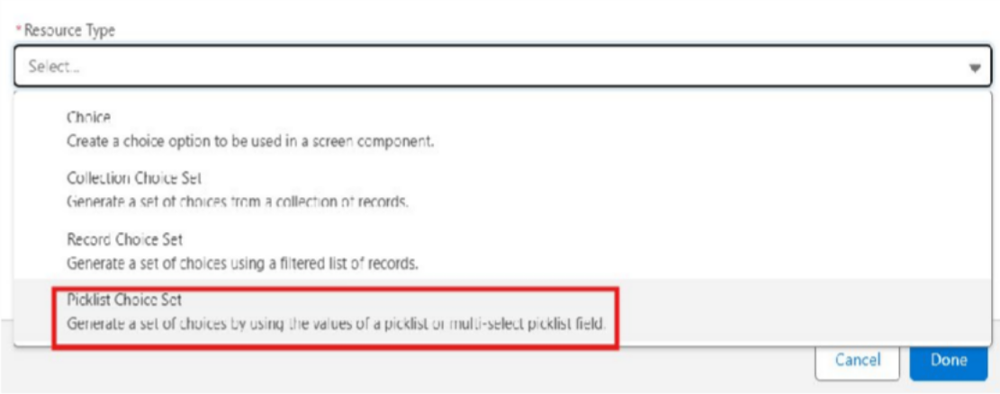 * Resource Type
Select...
Choice
Create a choice option to be used in a screen component.
Collection Choice Set
Generate a set of choices from a collection of records.
Record Choice Set
Generate a set of choices using a filtered list of records.
Picklist Choice Set
Generate a set of choices by using the values of a picklist or multi-select picklist field.
Cancel Done